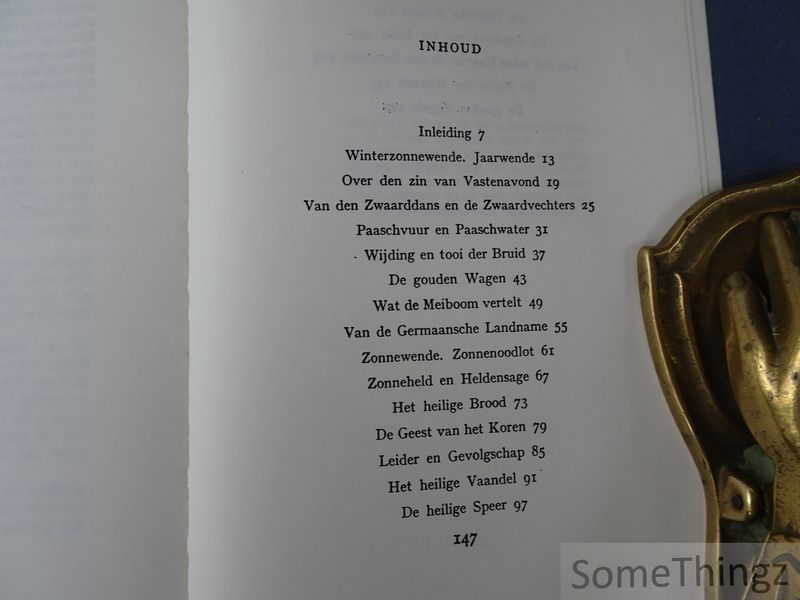 INHOUD
Inleiding 7
Winterzonnewende. Jaarwende 13
Over den zin van Vastenavond 19
Van den Zwaarddans en de Zwaardvechters 25
Paaschvuur en Paaschwater 31
Wijding en tooi der Bruid 37
De gouden Wagen 43
Wat de Meiboom vertelt 49
Van de Germaansche Landname 55
Zonnewende. Zonnenoodlot 61
Zonneheld en Heldensage 67
Het heilige Brood 73
De Geest van het Koren 79
Leider en Gevolgschap 85
Het heilige Vaandel 91
De heilige Speer 97
147
SomeThingz